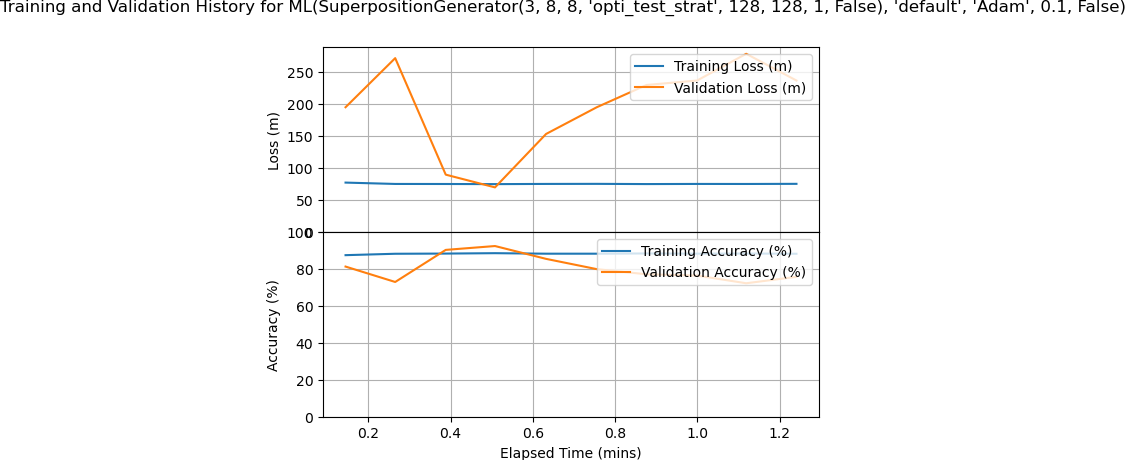 Training and Validation History for ML(SuperpositionGenerator(3, 8, 8, 'opti_test_strat', 128, 128, 1, False), 'default', 'Adam', 0.1, False)
Training Loss (m)
Validation Loss (m)
250
200
150
100
50
0
Loss (m)
Training Accuracy (%)
Validation Accuracy (%)
100
80
60
40
20
0
Accuracy (%)
0.2 0.4 0.6 0.8 1.0 1.2
Elapsed Time (mins)